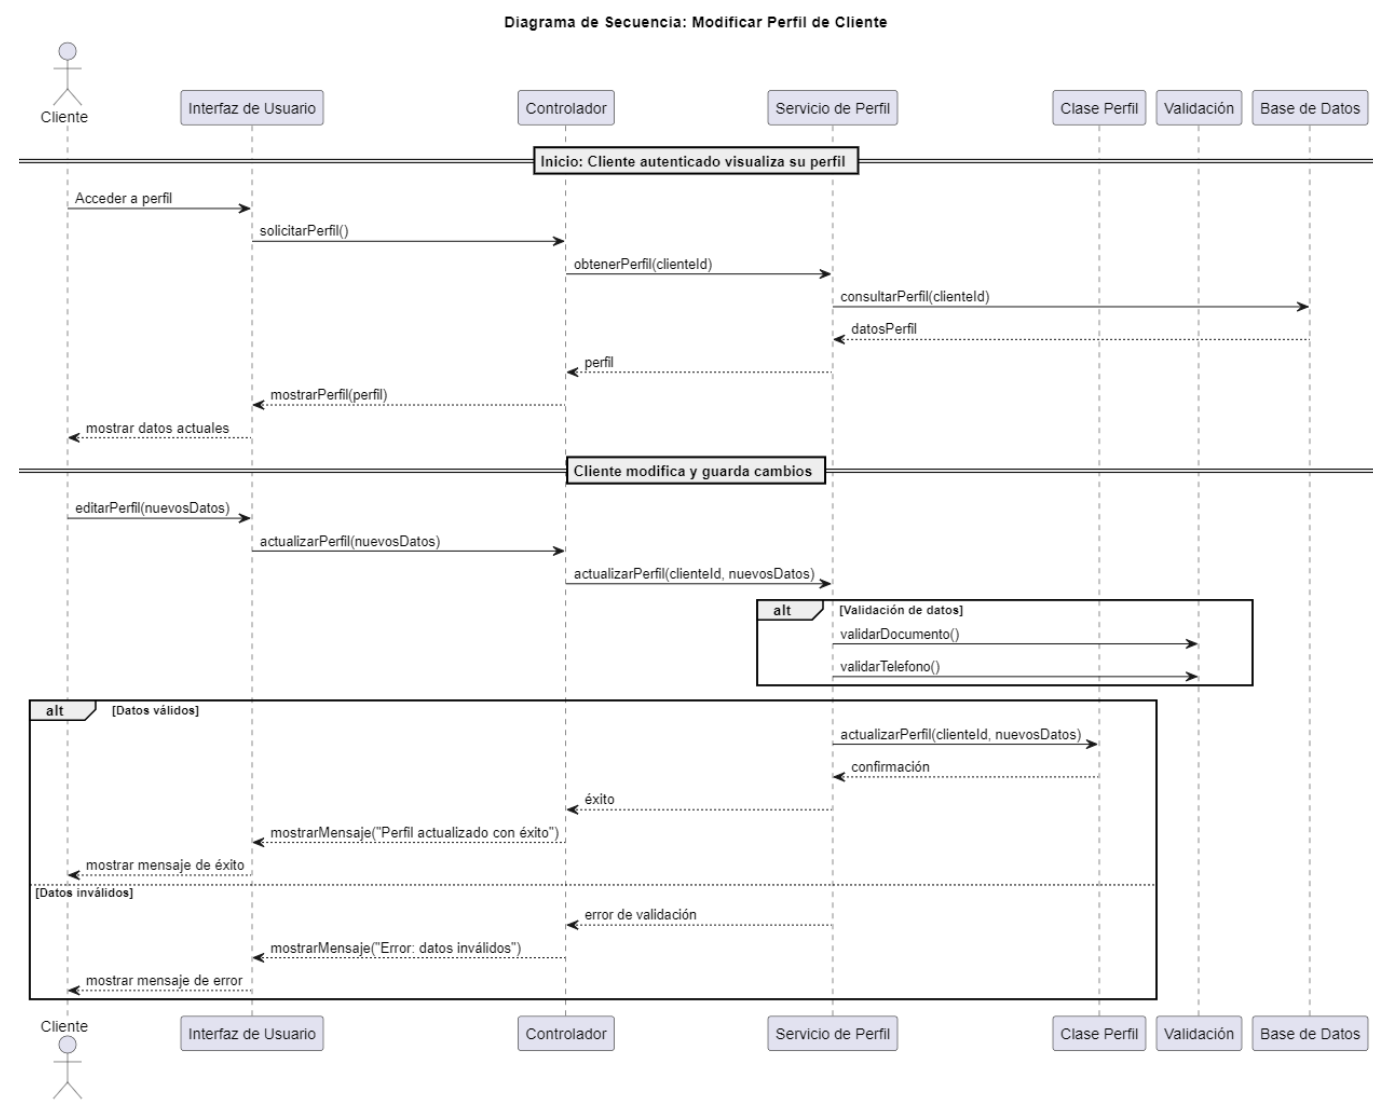 Diagrama de Secuencia: Modificar Perfil de Cliente
Cliente
Interfaz de Usuario
Controlador
Servicio de Perfil
Clase Perfil
Validación
Base de Datos
Inicio: Cliente autenticado visualiza su perfil
Acceder a perfil
solicitarPerfil()
obtenerPerfil(clienteId)
consultarPerfil(clienteId)
datosPerfil
perfil
mostrarPerfil(perfil)
mostrar datos actuales
Cliente modifica y guarda cambios
editarPerfil(nuevosDatos)
actualizarPerfil(nuevosDatos)
actualizarPerfil(clienteId, nuevosDatos)
alt [Validación de datos]
validarDocumento()
validarTelefono()
alt [Datos válidos]
actualizarPerfil(clienteId, nuevosDatos)
confirmación
éxito
mostrarMensaje("Perfil actualizado con éxito")
mostrar mensaje de éxito
[Datos inválidos]
error de validación
mostrarMensaje("Error: datos inválidos")
mostrar mensaje de error
Cliente
Interfaz de Usuario
Controlador
Servicio de Perfil
Clase Perfil
Validación
Base de Datos